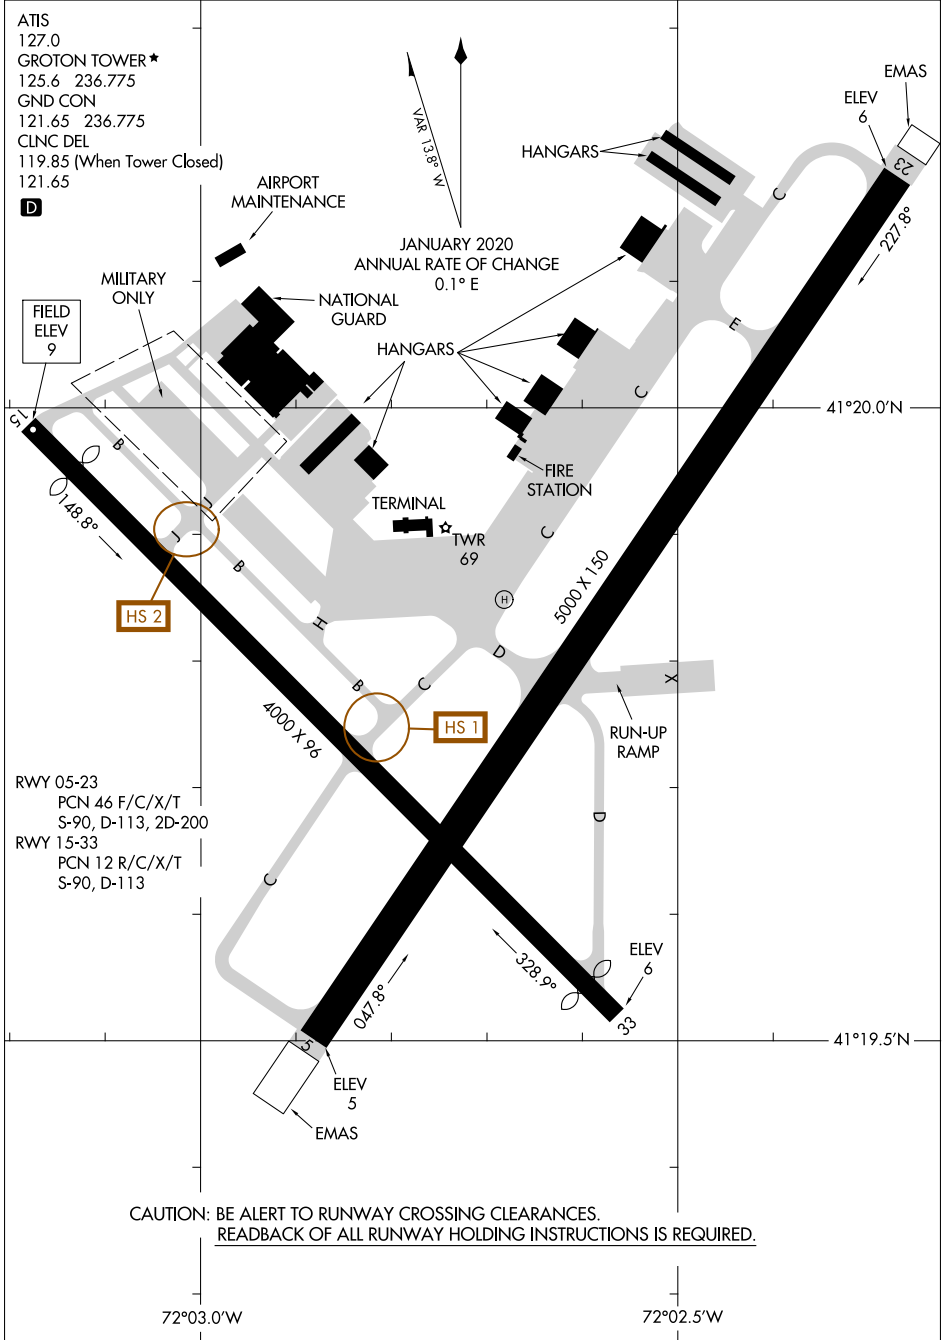 ATIS
127.0
GROTON TOWER★
125.6 236.775
GND CON
121.65 236.775
CLNC DEL
119.85 (When Tower Closed)
121.65
D
VAR 13.8° W
JANUARY 2020
ANNUAL RATE OF CHANGE
0.1° E
EMAS
ELEV
6
23
227.8°
HANGARS
C
AIRPORT
MAINTENANCE
MILITARY
ONLY
NATIONAL
GUARD
FIELD
ELEV
9
HANGARS
E
C
41°20.0'N
15
B
FIRE
STATION
TERMINAL
TWR
69
C
148.8°
J
J
B
HS 2
H
H
5000 X 150
D
X
B
C
HS 1
RUN-UP
RAMP
4000 X 96
RWY 05-23
PCN 46 F/C/X/T
S-90, D-113, 2D-200
RWY 15-33
PCN 12 R/C/X/T
S-90, D-113
D
C
328.9°
ELEV
6
33
047.8°
5
41°19.5'N
ELEV
5
EMAS
CAUTION: BE ALERT TO RUNWAY CROSSING CLEARANCES.
READBACK OF ALL RUNWAY HOLDING INSTRUCTIONS IS REQUIRED.
72°03.0'W
72°02.5'W